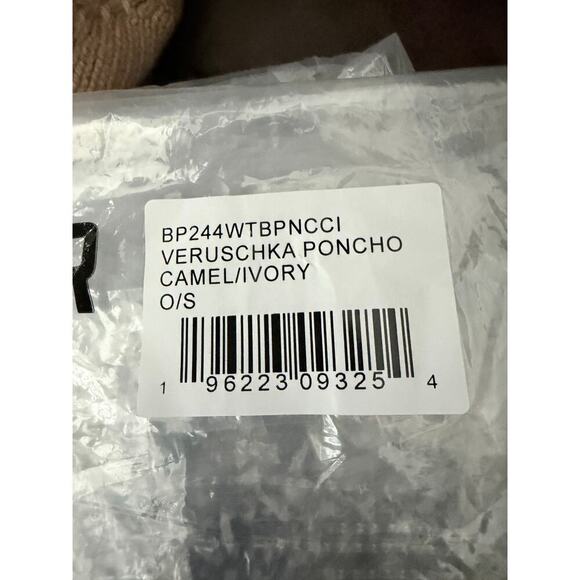 R
BP244WTBPNCCI
VERUSCHKA PONCHO
CAMEL/IVORY
O/S
1 96223 09325 4